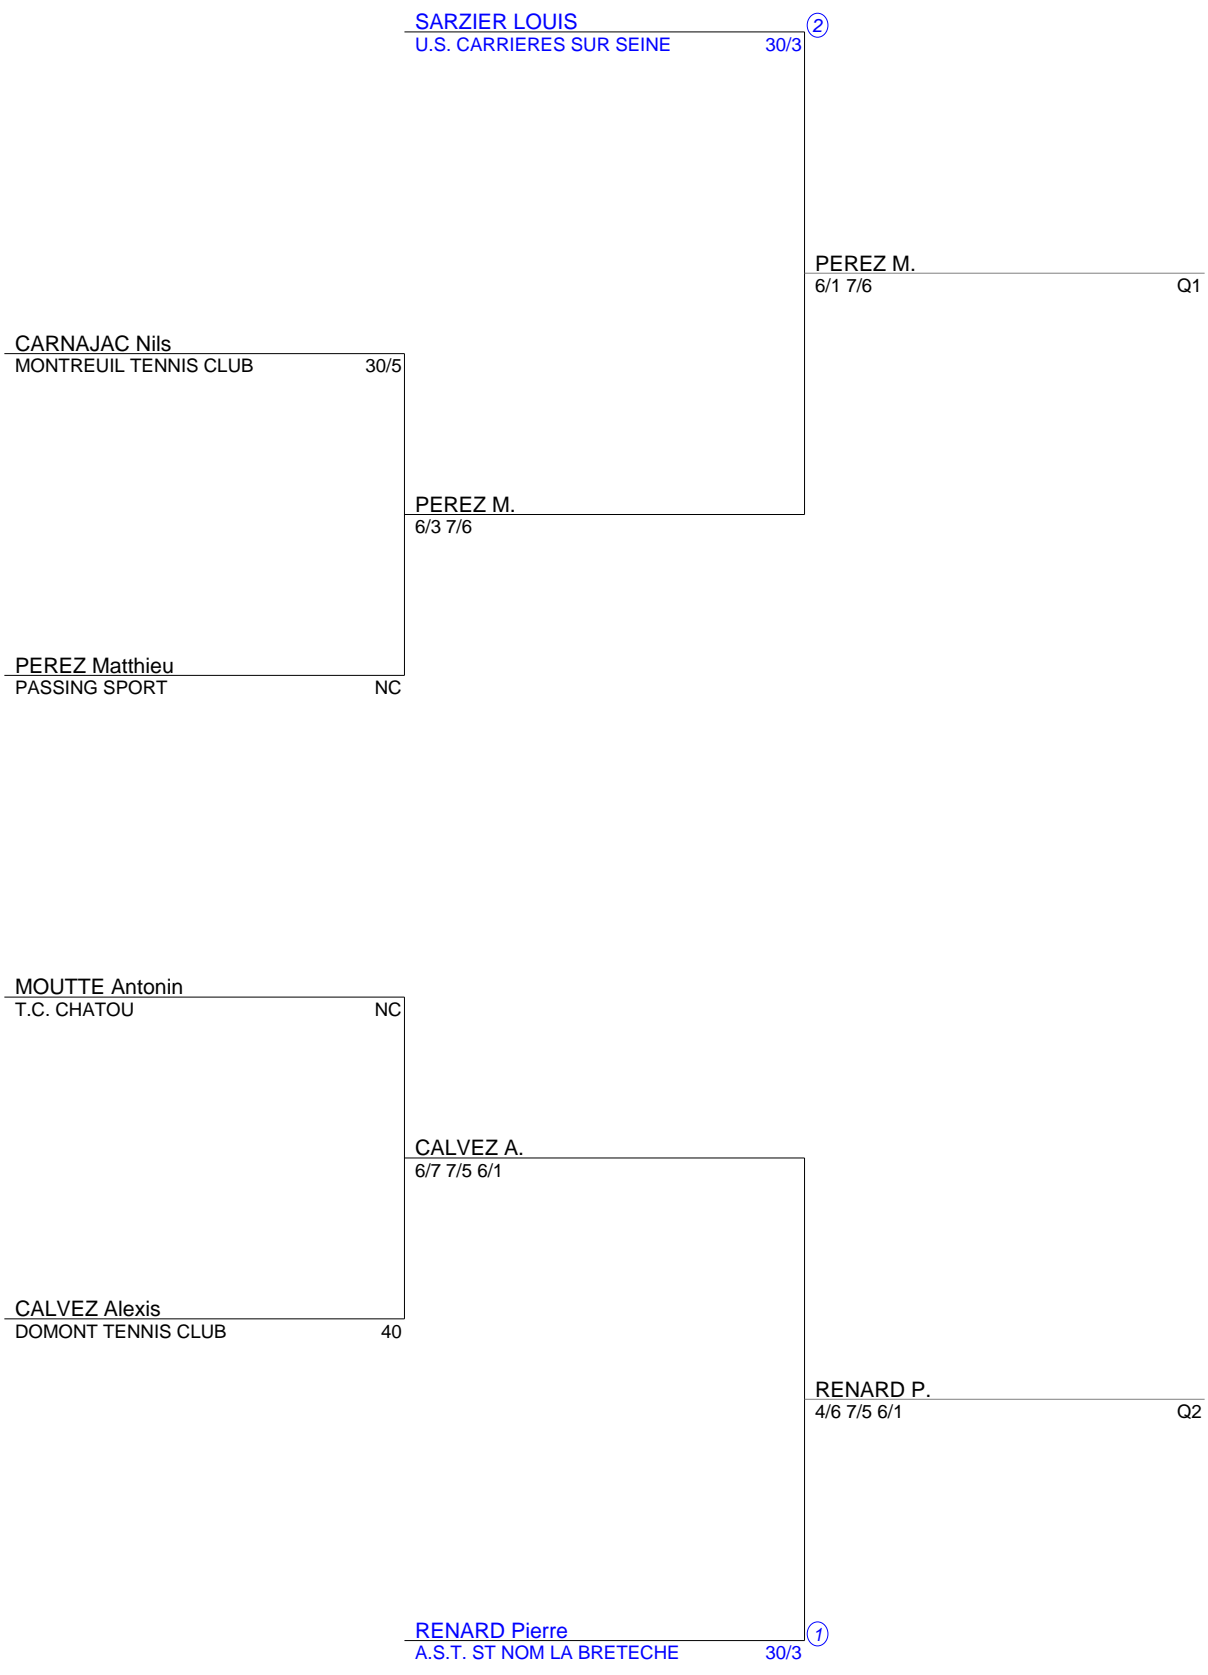 SARZIER LOUIS 2
U.S. CARRIERES SUR SEINE 30/3
PEREZ M.
6/1 7/6 Q1
CARNAJAC Nils
MONTREUIL TENNIS CLUB 30/5
PEREZ M.
6/3 7/6
PEREZ Matthieu
PASSING SPORT NC
MOUTTE Antonin
T.C. CHATOU NC
CALVEZ A.
6/7 7/5 6/1
CALVEZ Alexis
DOMONT TENNIS CLUB 40
RENARD P.
4/6 7/5 6/1 Q2
RENARD Pierre 1
A.S.T. ST NOM LA BRETECHE 30/3